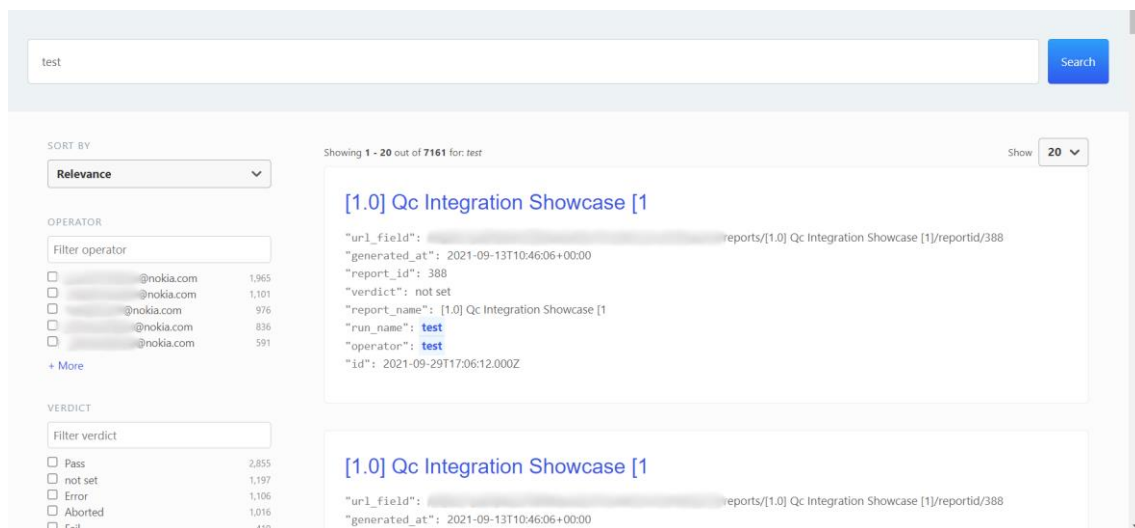 test
Search
SORT BY
Relevance
OPERATOR
Filter operator
@nokia.com 1,965
@nokia.com 1,101
@nokia.com 976
@nokia.com 836
@nokia.com 591
+ More
VERDICT
Filter verdict
Pass 2,855
not set 1,197
Error 1,106
Aborted 1,016
Showing 1 - 20 out of 7161 for: test
Show 20
[1.0] Qc Integration Showcase [1
"url_field": reports/[1.0] Qc Integration Showcase [1]/reportid/388
"generated_at": 2021-09-13T10:46:06+00:00
"report_id": 388
"verdict": not set
"report_name": [1.0] Qc Integration Showcase [1
"run_name": test
"operator": test
"id": 2021-09-29T17:06:12.000Z
[1.0] Qc Integration Showcase [1
"url_field": reports/[1.0] Qc Integration Showcase [1]/reportid/388
"generated_at": 2021-09-13T10:46:06+00:00